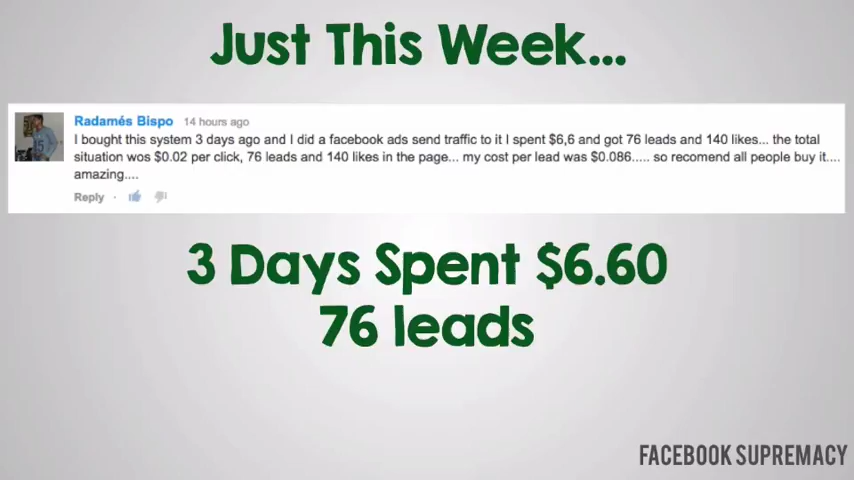 Just This Week...
Radamés Bispo 14 hours ago
I bought this system 3 days ago and I did a facebook ads send traffic to it I spent $6,6 and got 76 leads and 140 likes... the total
situation wos $0.02 per click, 76 leads and 140 likes in the page... my cost per lead was $0.086..... so recomend all people buy it....
amazing....
Reply ·
3 Days Spent $6.60
76 leads
FACEBOOK SUPREMACY